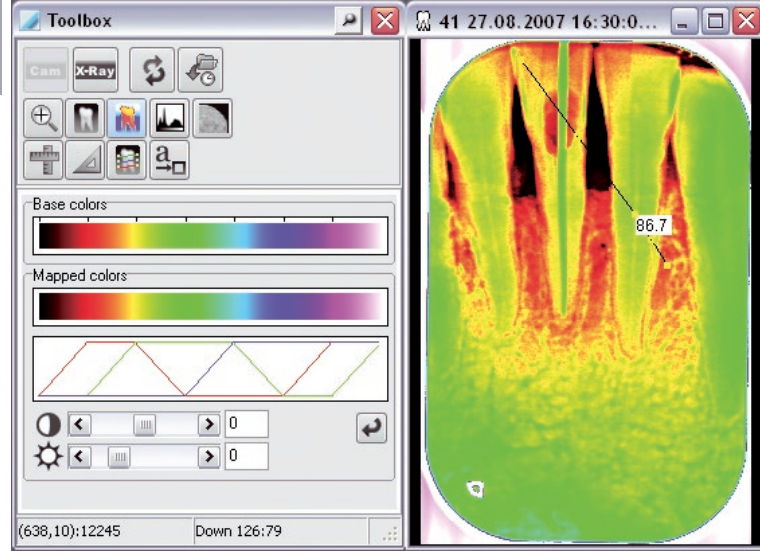 Toolbox
Cam X-Ray
a
Base colors
Mapped colors
0
0
(638,10):12245 Down 126:79
41 27.08.2007 16:30:0...
86.7